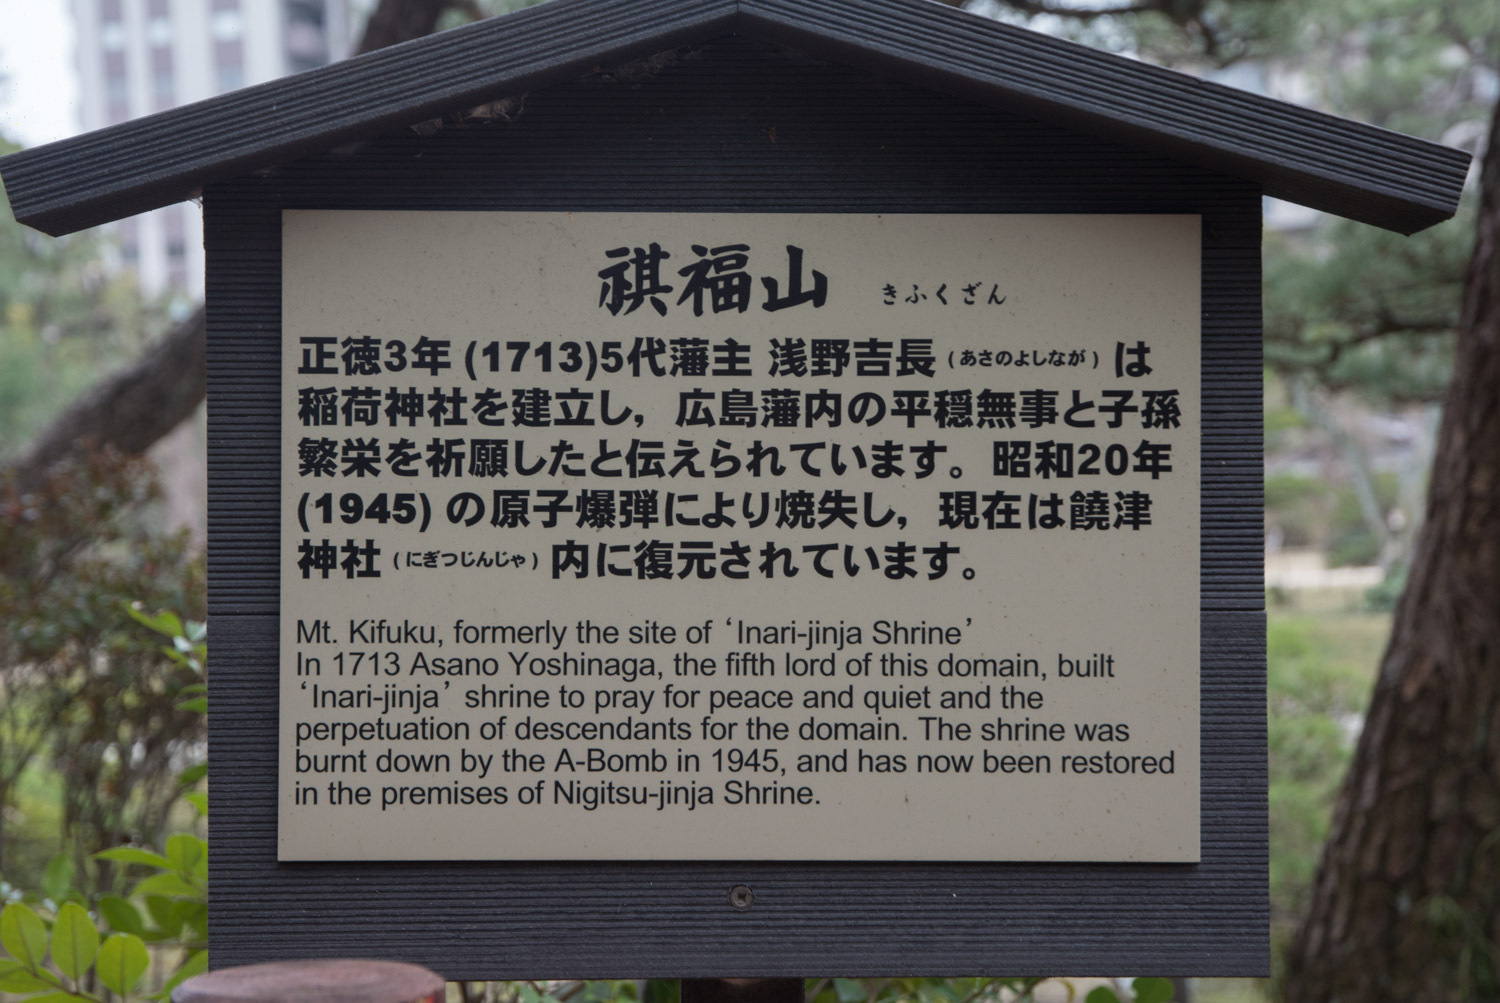 祺福山 きふくざん
正徳3年 (1713)5代藩主 浅野吉長(あさのよしなが)は
稲荷神社を建立し，広島藩内の平穏無事と子孫
繁栄を祈願したと伝えられています。昭和20年
(1945) の原子爆弾により焼失し，現在は饒津
神社(にぎつじんじゃ)内に復元されています。
Mt. Kifuku, formerly the site of ‘Inari-jinja Shrine’
In 1713 Asano Yoshinaga, the fifth lord of this domain, built
‘Inari-jinja’ shrine to pray for peace and quiet and the
perpetuation of descendants for the domain. The shrine was
burnt down by the A-Bomb in 1945, and has now been restored
in the premises of Nigitsu-jinja Shrine.